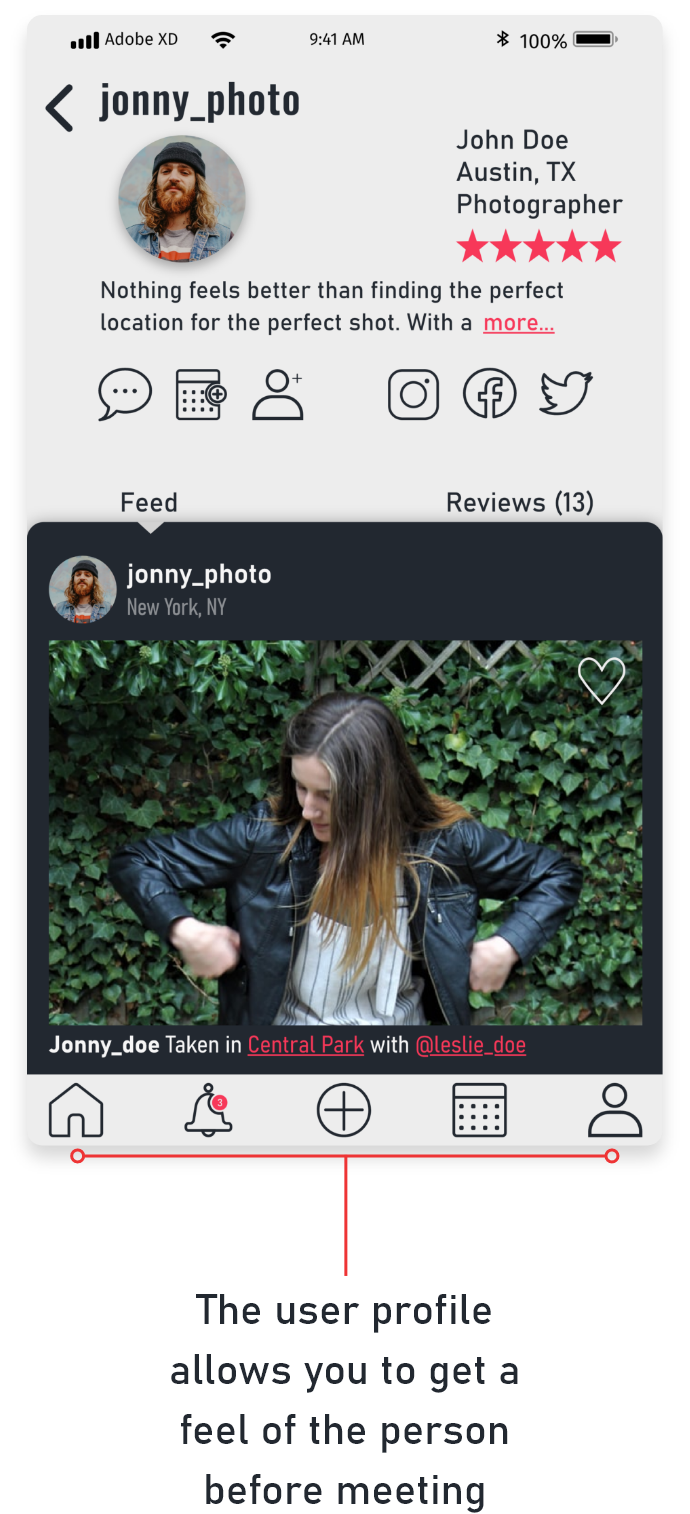 Adobe XD 9:41 AM 100%
jonny_photo
John Doe
Austin, TX
Photographer
Nothing feels better than finding the perfect
location for the perfect shot. With a more...
Feed Reviews (13)
jonny_photo
New York, NY
Jonny_doe Taken in Central Park with @leslie_doe
3
The user profile
allows you to get a
feel of the person
before meeting